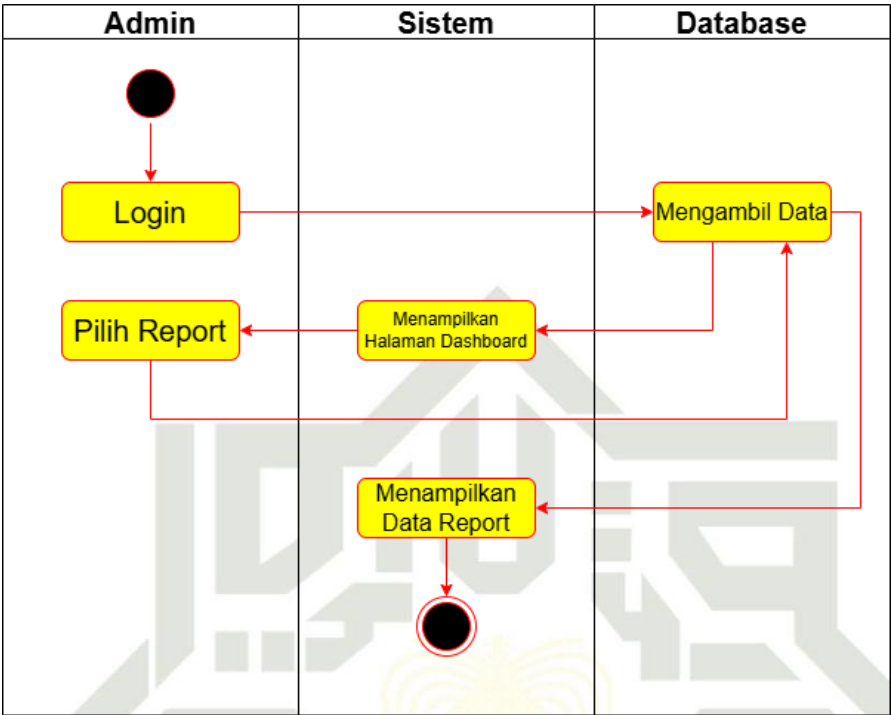 Admin
Sistem
Database
Login
Mengambil Data
Pilih Report
Menampilkan
Halaman Dashboard
Menampilkan
Data Report